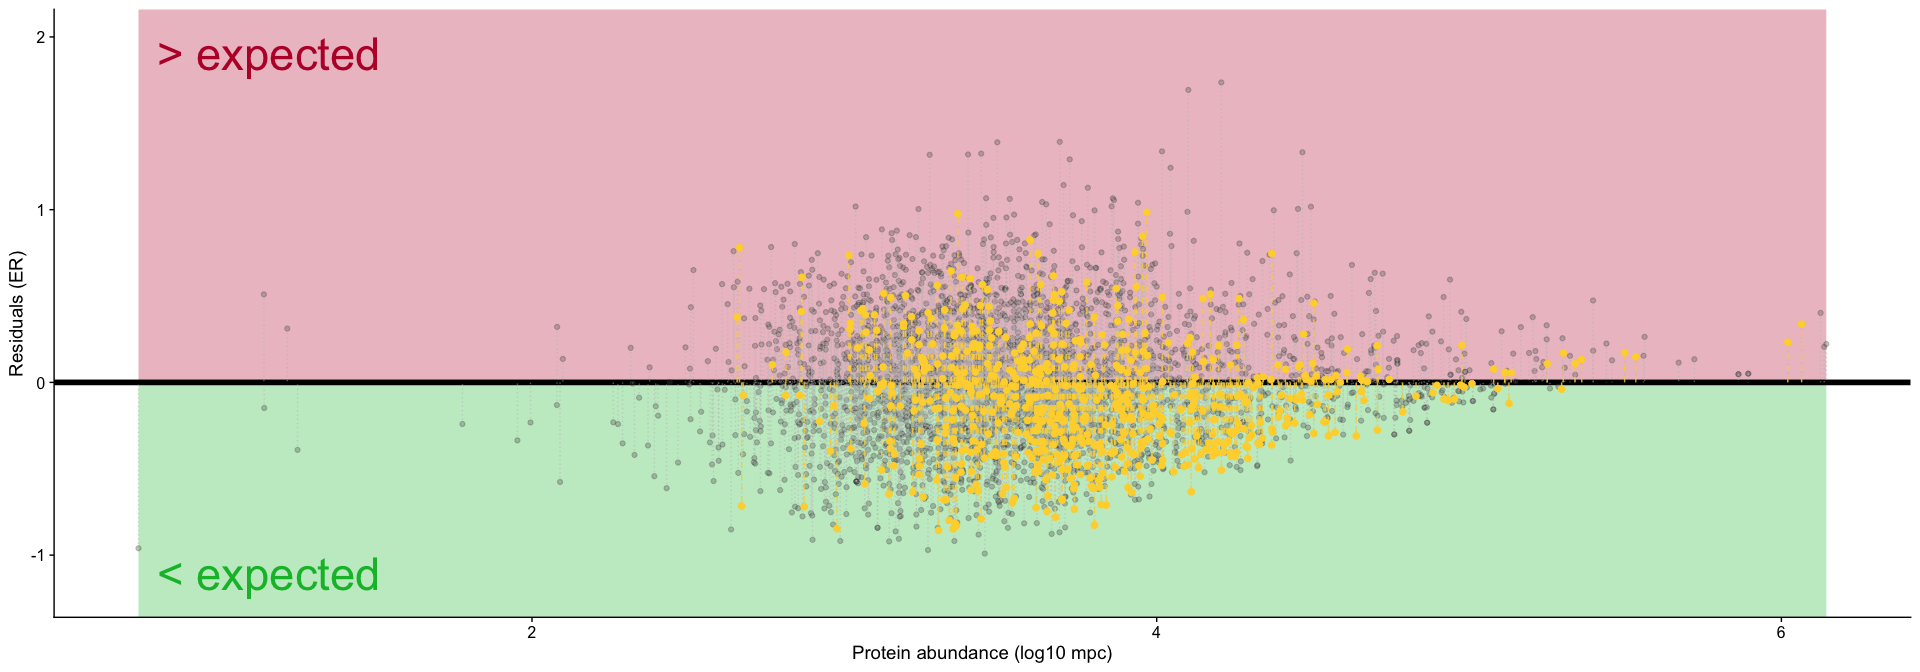 > expected
< expected
Residuals (ER)
2
1
0
-1
2
4
6
Protein abundance (log10 mpc)